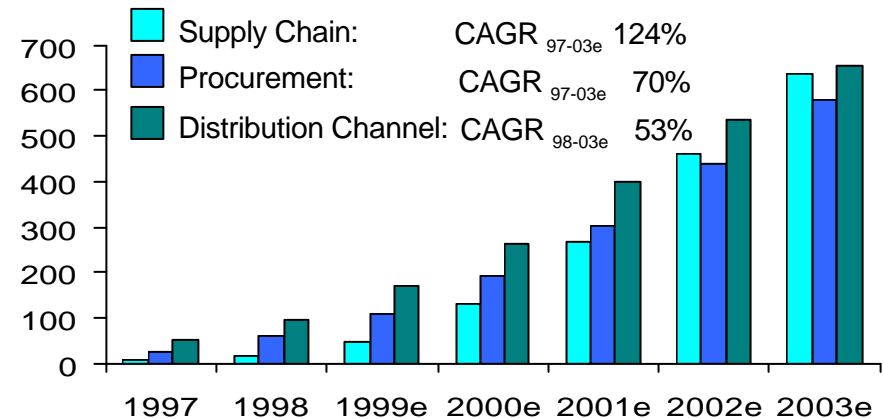 Supply Chain: CAGR 97-03e 124%
Procurement: CAGR 97-03e 70%
Distribution Channel: CAGR 98-03e 53%
700
600
500
400
300
200
100
0
1997 1998 1999e 2000e 2001e 2002e 2003e